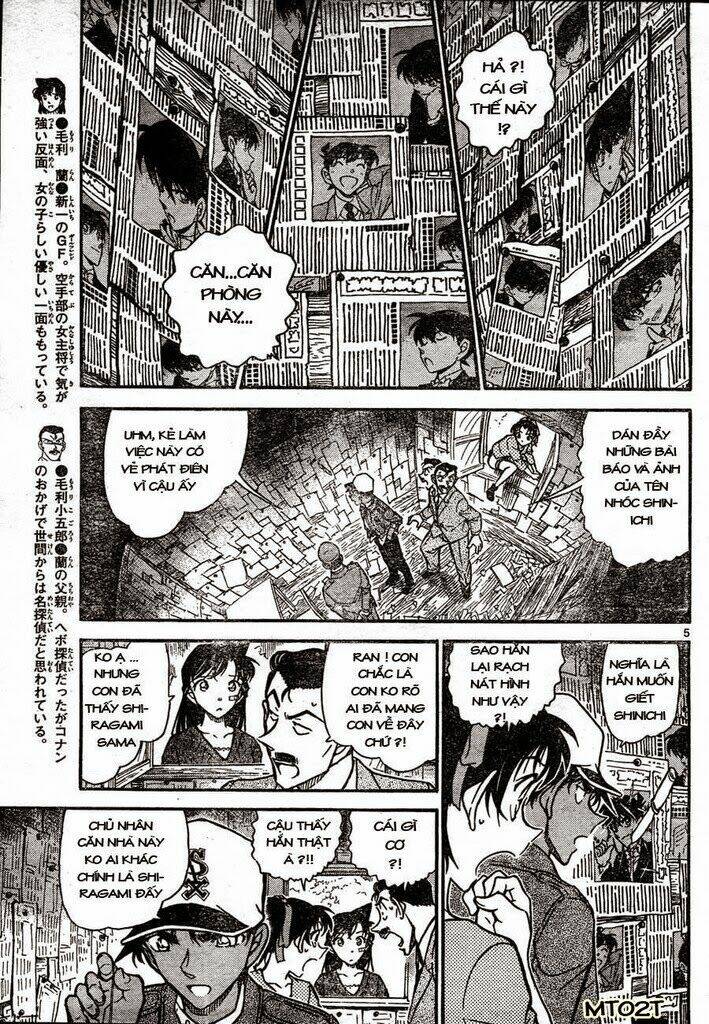 HẢ ?!
CÁI GÌ
THẾ NÀY
!?
CĂN...CĂN
PHÒNG
NÀY...
DÁN ĐẦY
NHỮNG BÀI
BÁO VÀ ẢNH
CỦA TÊN
NHÓC SHIN-
ICHI
UHM, KẺ LÀM
VIỆC NÀY CÓ
VẺ PHÁT ĐIÊN
VÌ CẬU ẤY
5
NGHĨA LÀ
HẮN MUỐN
GIẾT
SHINICHI
SAO HẮN
LẠI RẠCH
NÁT HÌNH
NHƯ VẬY
?!
RAN ! CON
CHẮC LÀ
CON KO RÕ
AI ĐÃ MANG
CON VỀ ĐÂY
CHỨ ?!
KO Ạ ...
NHƯNG
CON ĐÃ
THẤY SHI-
RAGAMI
SAMA
CÁI GÌ
CƠ
?!
CẬU THẤY
HẮN THẬT
À ?!!
CHỦ NHÂN
CĂN NHÀ NÀY
KO AI KHÁC
CHÍNH LÀ SHI-
RAGAMI ĐẤY
MT02T
●毛利 蘭●新一のGF。空手部の女主将で気が
強い反面、女の子らしい優しい一面ももっている。
●毛利小五郎●蘭の父親。ヘボ探偵だったがコナン
のおかげで世間からは名探偵だと思われている。